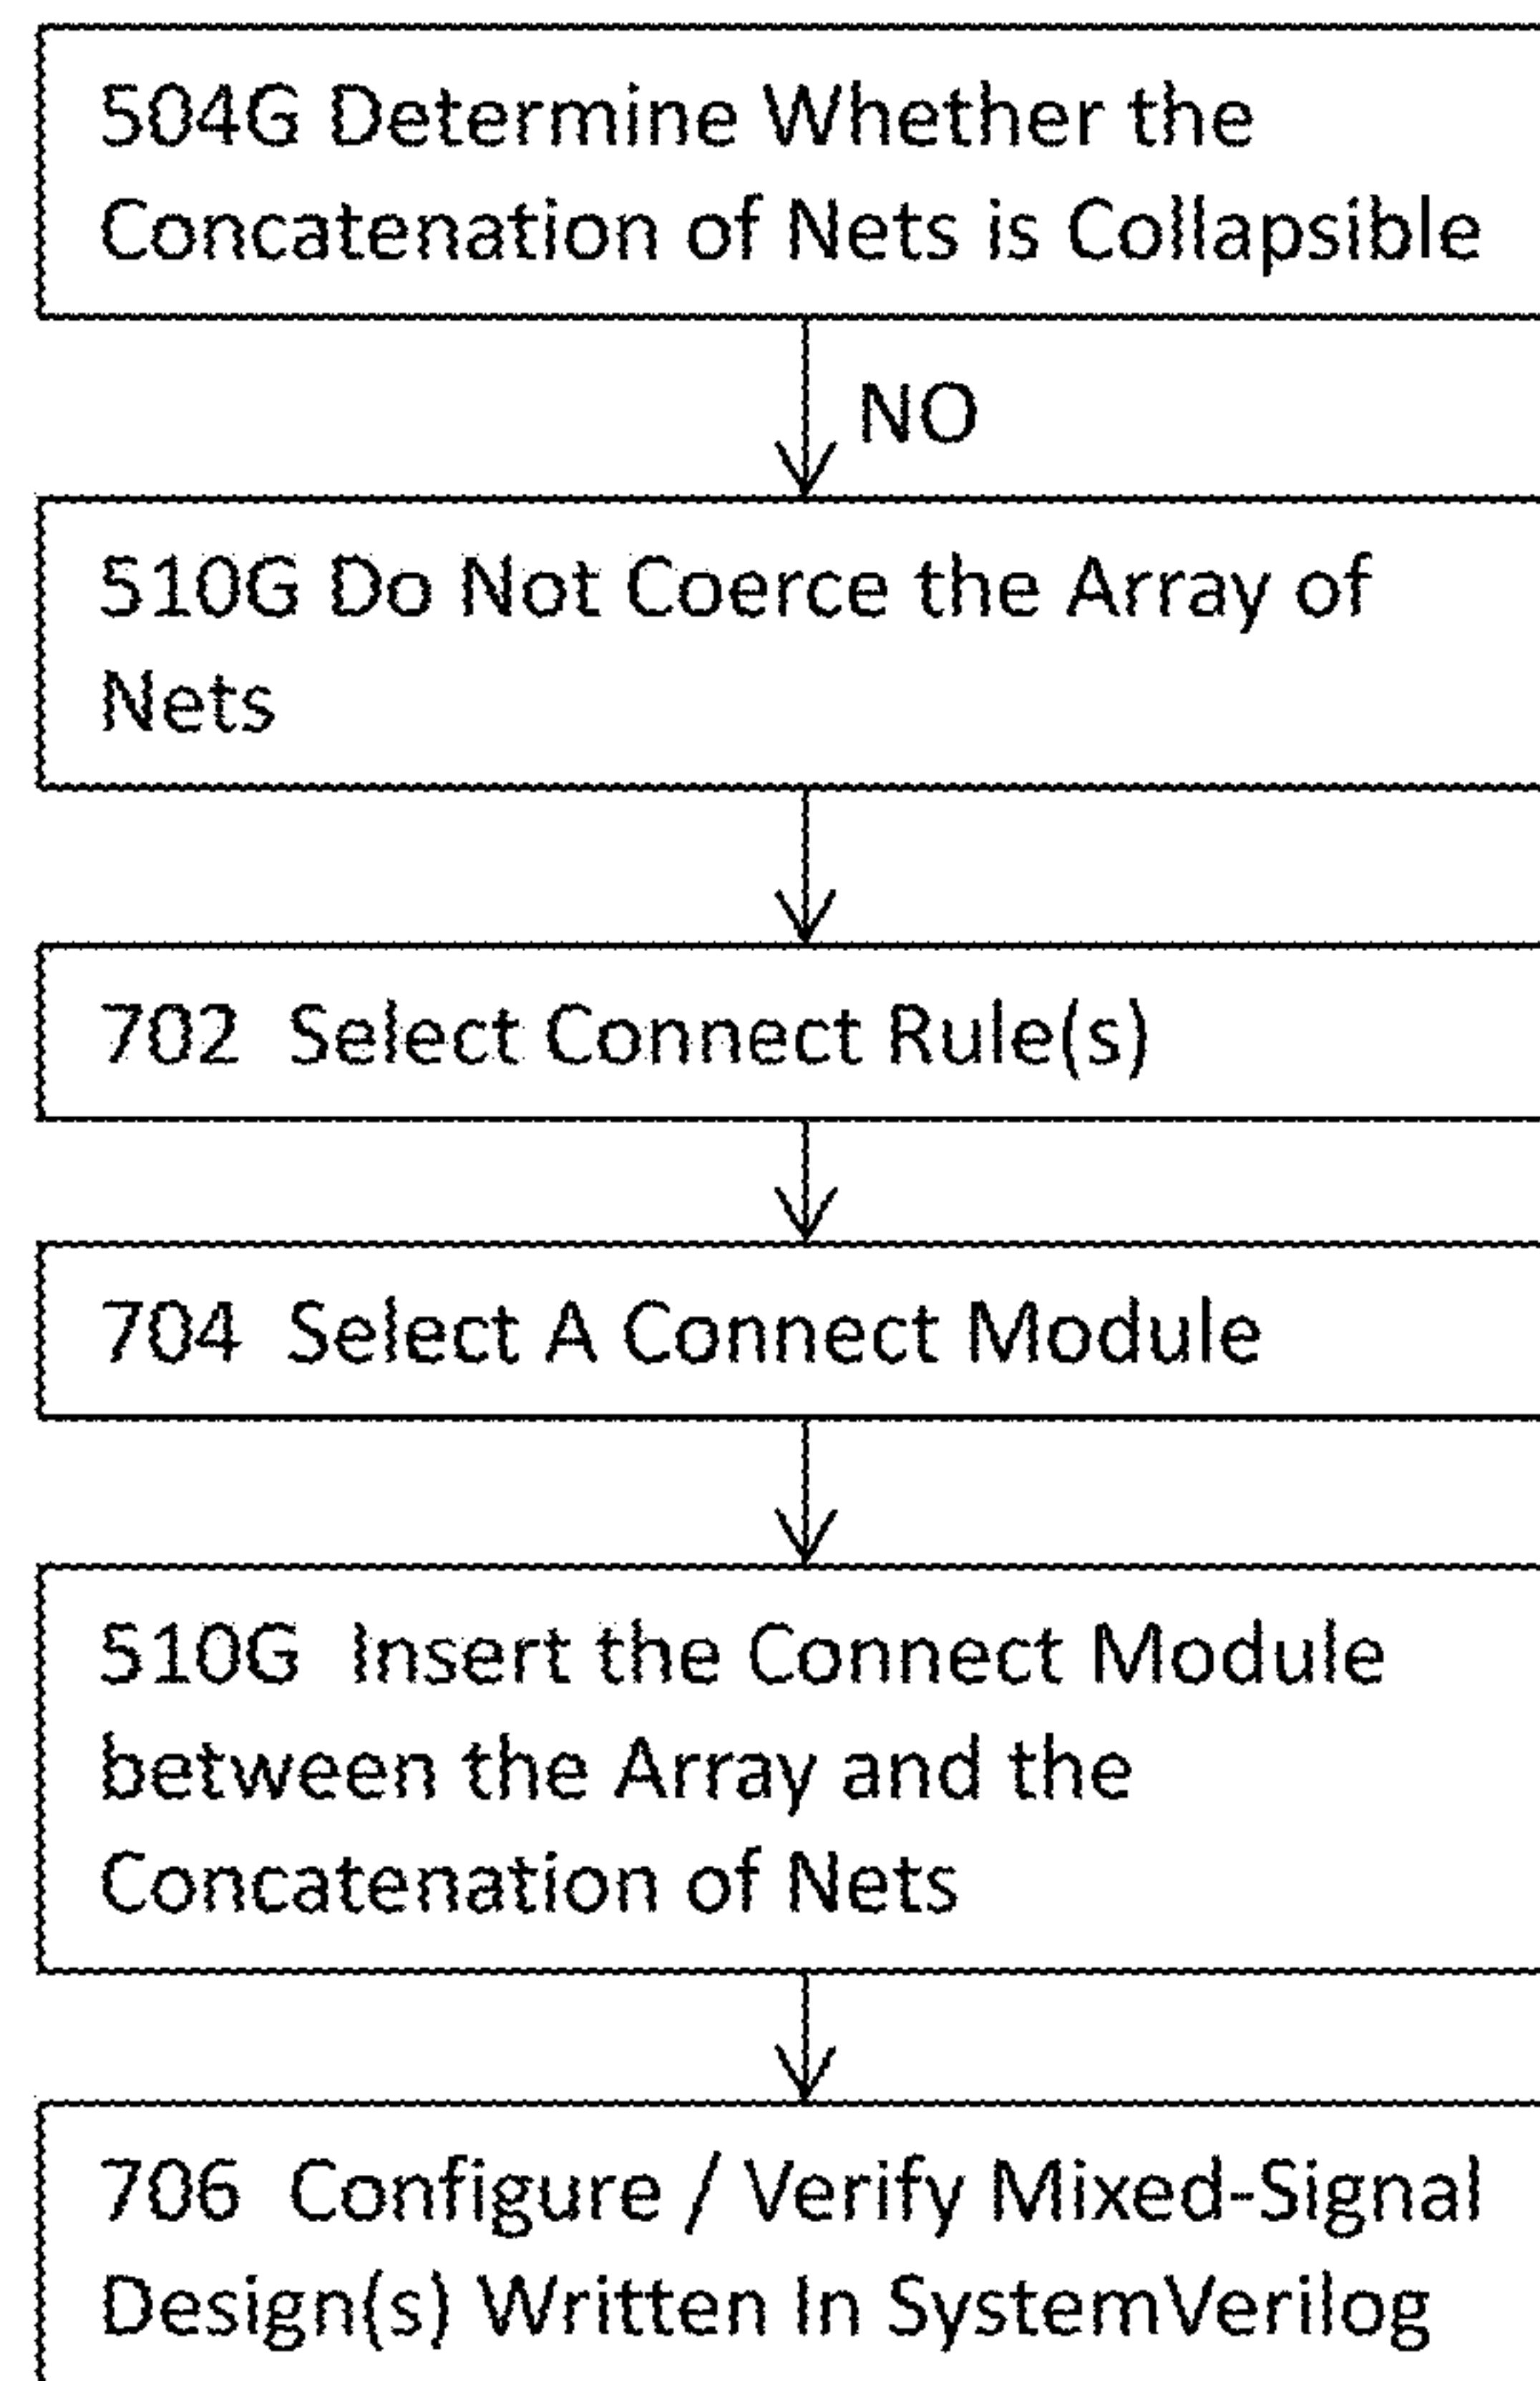 504G Determine Whether the
Concatenation of Nets is Collapsible
NO
510G Do Not Coerce the Array of
Nets
702 Select Connect Rule(s)
704 Select A Connect Module
510G Insert the Connect Module
between the Array and the
Concatenation of Nets
706 Configure / Verify Mixed-Signal
Design(s) Written In SystemVerilog